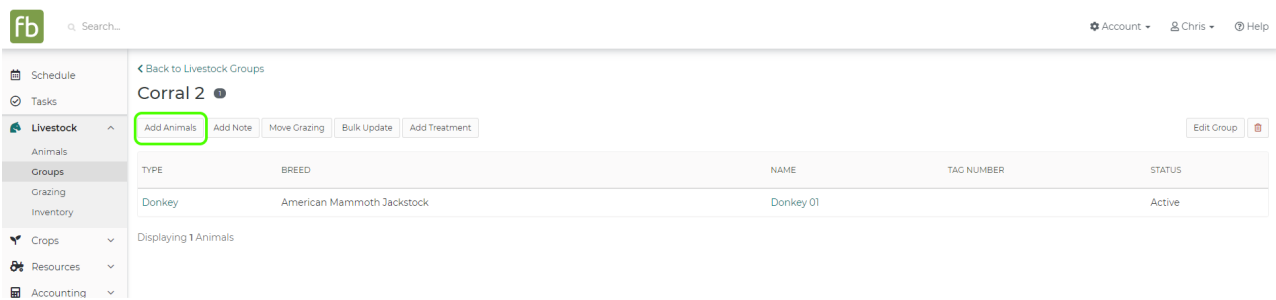 fb Search... Account Chris Help
Schedule
Tasks
Livestock
Animals
Groups
Grazing
Inventory
Crops
Resources
Accounting
Back to Livestock Groups
Corral 2 1
Add Animals Add Note Move Grazing Bulk Update Add Treatment Edit Group
TYPE BREED NAME TAG NUMBER STATUS
Donkey American Mammoth Jackstock Donkey 01 Active
Displaying 1 Animals